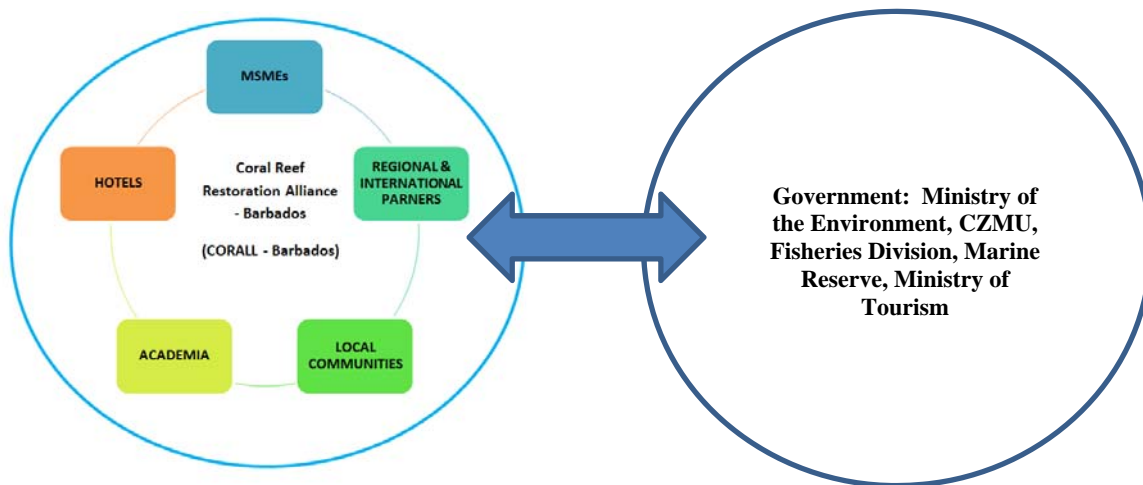 MSMEs
HOTELS
Coral Reef
Restoration Alliance
- Barbados
(CORALL - Barbados)
REGIONAL &
INTERNATIONAL
PARNERS
ACADEMIA
LOCAL
COMMUNITIES
Government:  Ministry of
the Environment, CZMU,
Fisheries Division, Marine
Reserve, Ministry of
Tourism